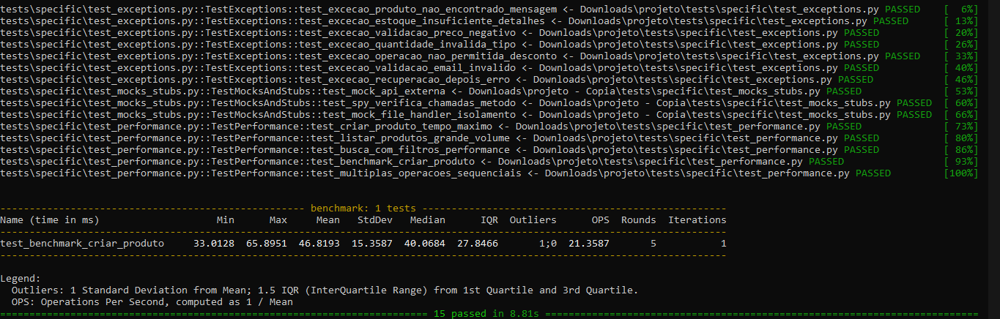 tests\specific\test_exceptions.py::TestExceptions::test_excecao_produto_nao_encontrado_mensagem <- Downloads\projeto\tests\specific\test_exceptions.py PASSED [  6%]
tests\specific\test_exceptions.py::TestExceptions::test_excecao_estoque_insuficiente_detalhes <- Downloads\projeto\tests\specific\test_exceptions.py PASSED [ 13%]
tests\specific\test_exceptions.py::TestExceptions::test_excecao_validacao_preco_negativo <- Downloads\projeto\tests\specific\test_exceptions.py PASSED [ 20%]
tests\specific\test_exceptions.py::TestExceptions::test_excecao_quantidade_invalida_tipo <- Downloads\projeto\tests\specific\test_exceptions.py PASSED [ 26%]
tests\specific\test_exceptions.py::TestExceptions::test_excecao_operacao_nao_permitida_desconto <- Downloads\projeto\tests\specific\test_exceptions.py PASSED [ 33%]
tests\specific\test_exceptions.py::TestExceptions::test_excecao_validacao_email_invalido <- Downloads\projeto\tests\specific\test_exceptions.py PASSED [ 40%]
tests\specific\test_exceptions.py::TestExceptions::test_excecao_recuperacao_depois_erro <- Downloads\projeto\tests\specific\test_exceptions.py PASSED [ 46%]
tests\specific\test_mocks_stubs.py::TestMocksAndStubs::test_mock_api_externa <- Downloads\projeto - Copia\tests\specific\test_mocks_stubs.py PASSED [ 53%]
tests\specific\test_mocks_stubs.py::TestMocksAndStubs::test_spy_verifica_chamadas_metodo <- Downloads\projeto - Copia\tests\specific\test_mocks_stubs.py PASSED [ 60%]
tests\specific\test_mocks_stubs.py::TestMocksAndStubs::test_mock_file_handler_isolamento <- Downloads\projeto - Copia\tests\specific\test_mocks_stubs.py PASSED [ 66%]
tests\specific\test_performance.py::TestPerformance::test_criar_produto_tempo_maximo <- Downloads\projeto\tests\specific\test_performance.py PASSED [ 73%]
tests\specific\test_performance.py::TestPerformance::test_listar_produtos_grande_volume <- Downloads\projeto\tests\specific\test_performance.py PASSED [ 80%]
tests\specific\test_performance.py::TestPerformance::test_busca_com_filtros_performance <- Downloads\projeto\tests\specific\test_performance.py PASSED [ 86%]
tests\specific\test_performance.py::TestPerformance::test_benchmark_criar_produto <- Downloads\projeto\tests\specific\test_performance.py PASSED [ 93%]
tests\specific\test_performance.py::TestPerformance::test_multiplas_operacoes_sequenciais <- Downloads\projeto\tests\specific\test_performance.py PASSED [100%]
---------------------------------------------------- benchmark: 1 tests ----------------------------------------------------
Name (time in ms) Min Max Mean StdDev Median IQR Outliers OPS Rounds Iterations
----------------------------------------------------------------------------------------------------------------------------
test_benchmark_criar_produto 33.0128 65.8951 46.8193 15.3587 40.0684 27.8466 1;0 21.3587 5 1
----------------------------------------------------------------------------------------------------------------------------
Legend:
Outliers: 1 Standard Deviation from Mean; 1.5 IQR (InterQuartile Range) from 1st Quartile and 3rd Quartile.
OPS: Operations Per Second, computed as 1 / Mean
========================================================================= 15 passed in 8.81s ==========================================================================